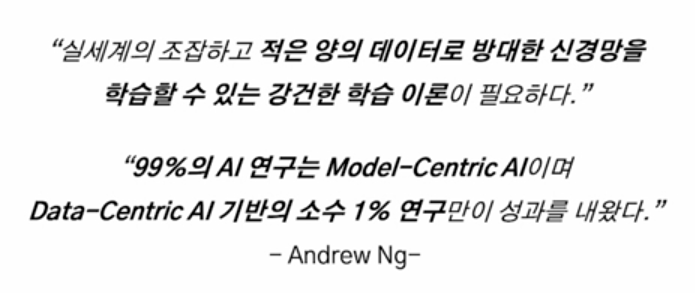 “실세계의 조잡하고 적은 양의 데이터로 방대한 신경망을
학습할 수 있는 강건한 학습 이론이 필요하다.”
“99%의 AI 연구는 Model-Centric AI이며
Data-Centric AI 기반의 소수 1% 연구만이 성과를 내왔다.”
- Andrew Ng-